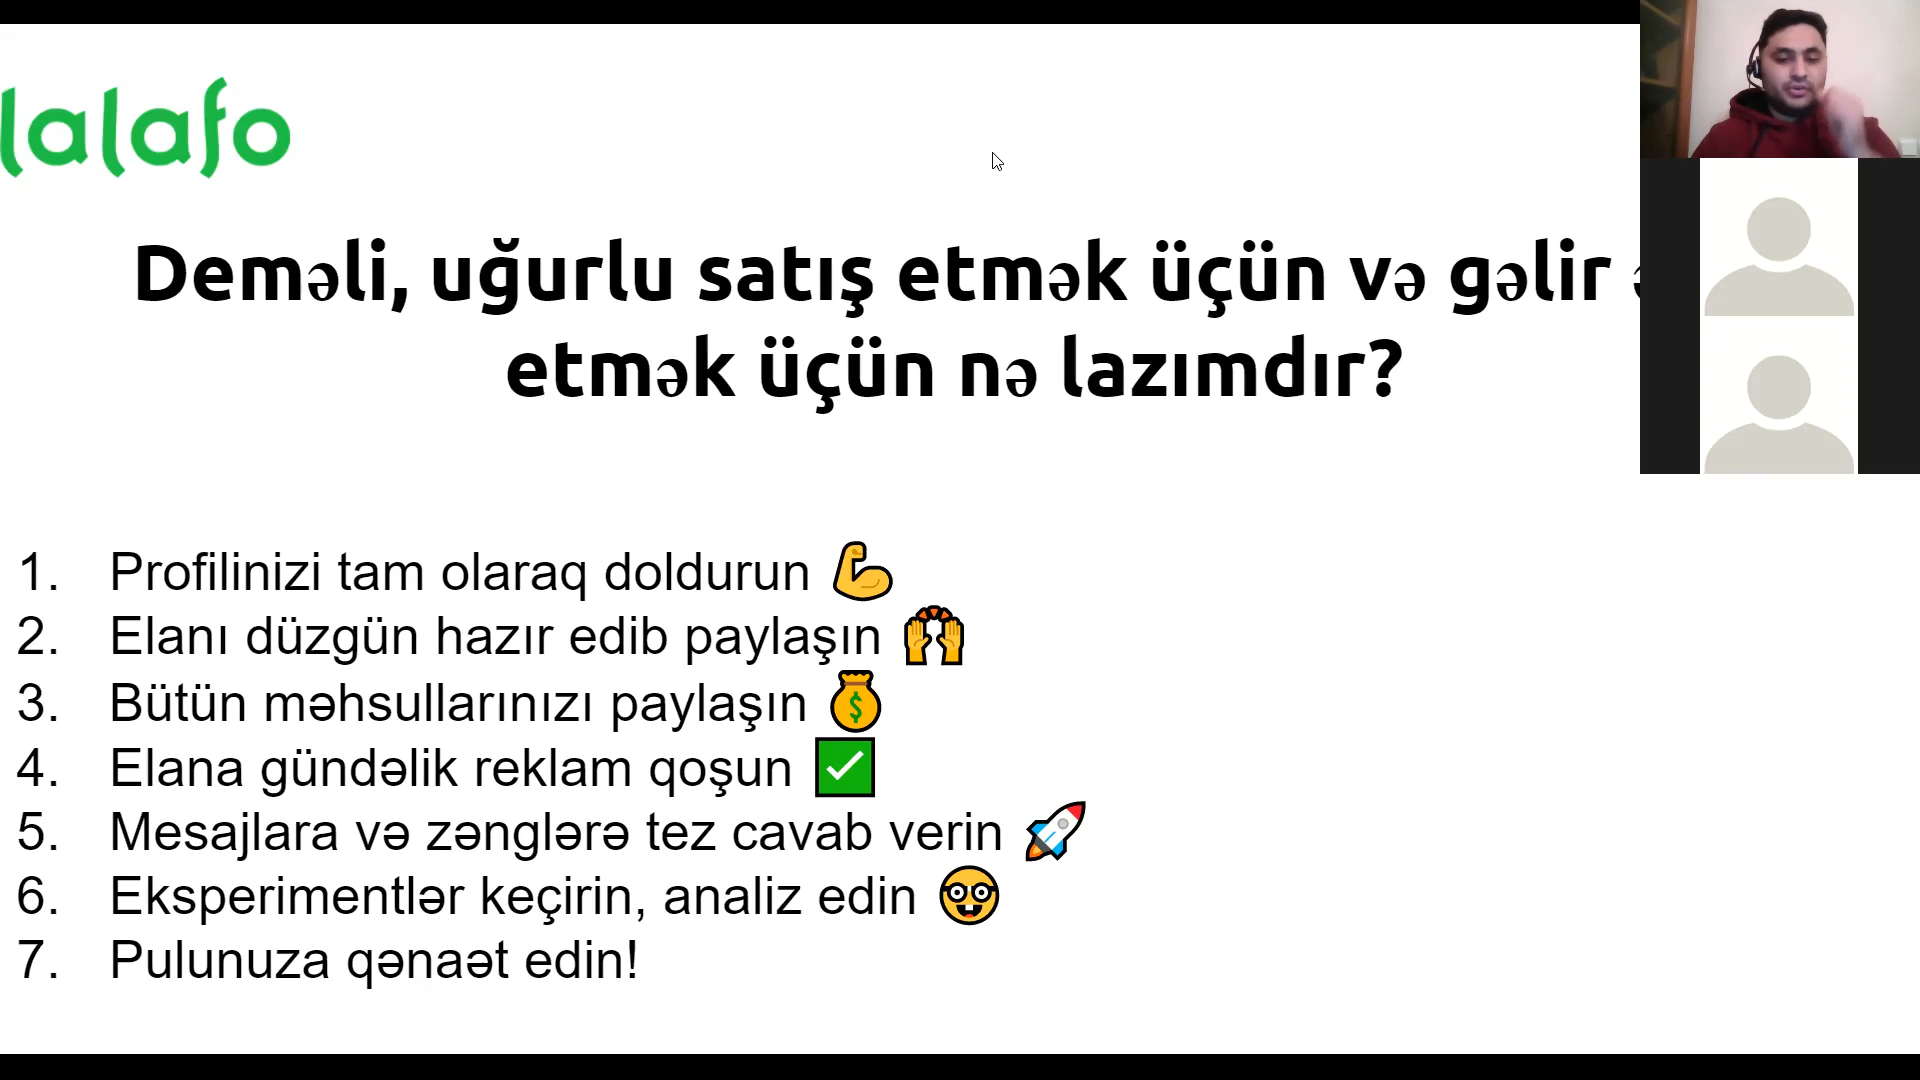 lalafo
Deməli, uğurlu satış etmək üçün və gəlir
etmək üçün nə lazımdır?
1. Profilinizi tam olaraq doldurun 💪
2. Elanı düzgün hazır edib paylaşın 🙌
3. Bütün məhsullarınızı paylaşın 💰
4. Elana gündəlik reklam qoşun ✅
5. Mesajlara və zənglərə tez cavab verin 🚀
6. Eksperimentlər keçirin, analiz edin 🤓
7. Pulunuza qənaət edin!